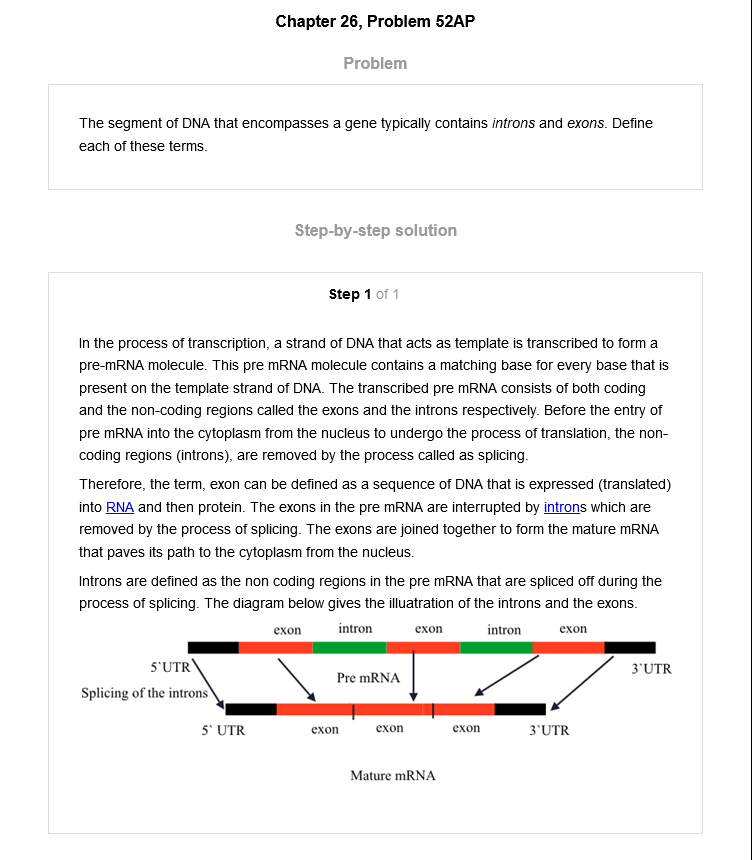 Chapter 26, Problem 52AP
Problem
The segment of DNA that encompasses a gene typically contains introns and exons. Define
each of these terms.
Step-by-step solution
Step 1 of 1
In the process of transcription, a strand of DNA that acts as template is transcribed to form a
pre-mRNA molecule. This pre mRNA molecule contains a matching base for every base that is
present on the template strand of DNA. The transcribed pre mRNA consists of both coding
and the non-coding regions called the exons and the introns respectively. Before the entry of
pre mRNA into the cytoplasm from the nucleus to undergo the process of translation, the non-
coding regions (introns), are removed by the process called as splicing.
Therefore, the term, exon can be defined as a sequence of DNA that is expressed (translated)
into RNA and then protein. The exons in the pre mRNA are interrupted by introns which are
removed by the process of splicing. The exons are joined together to form the mature mRNA
that paves its path to the cytoplasm from the nucleus.
Introns are defined as the non coding regions in the pre mRNA that are spliced off during the
process of splicing. The diagram below gives the illuatration of the introns and the exons.
exon intron exon intron exon
5`UTR 3`UTR
Pre mRNA
Splicing of the introns
5` UTR exon exon exon 3`UTR
Mature mRNA